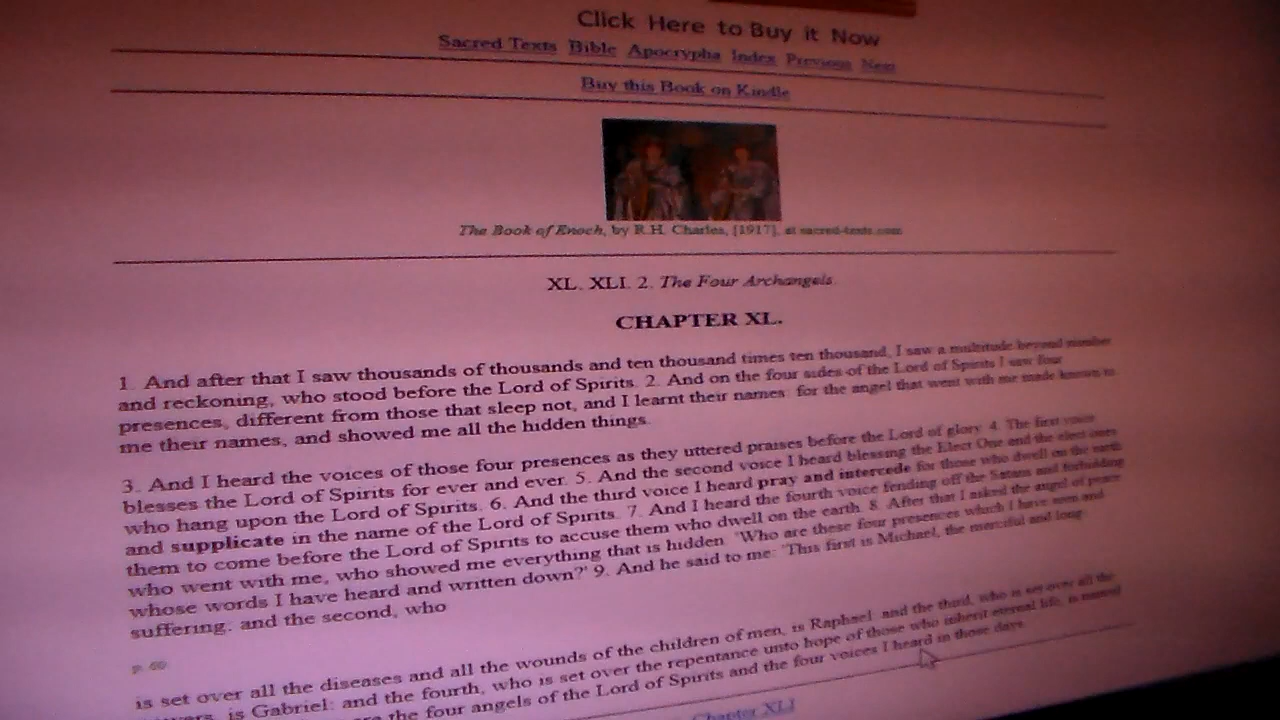 Click Here to Buy it Now
Sacred Texts Bible Apocrypha Index Previous Next
Buy this Book on Kindle
The Book of Enoch, by R.H. Charles, [1917], at sacred-texts.com
XL. XLI. 2. The Four Archangels.
CHAPTER XL.
1. And after that I saw thousands of thousands and ten thousand times ten thousand, I saw a multitude beyond number
and reckoning, who stood before the Lord of Spirits. 2. And on the four sides of the Lord of Spirits I saw four
presences, different from those that sleep not, and I learnt their names: for the angel that went with me made known to
me their names, and showed me all the hidden things.
3. And I heard the voices of those four presences as they uttered praises before the Lord of glory. 4. The first voice
blesses the Lord of Spirits for ever and ever. 5. And the second voice I heard blessing the Elect One and the elect ones
who hang upon the Lord of Spirits. 6. And the third voice I heard pray and intercede for those who dwell on the earth
and supplicate in the name of the Lord of Spirits. 7. And I heard the fourth voice fending off the Satans and forbidding
them to come before the Lord of Spirits to accuse them who dwell on the earth. 8. After that I asked the angel of peace
who went with me, who showed me everything that is hidden: 'Who are these four presences which I have seen and
whose words I have heard and written down?' 9. And he said to me: 'This first is Michael, the merciful and long-
suffering: and the second, who
p. 60
is set over all the diseases and all the wounds of the children of men, is Raphael: and the third, who is set over all the
is Gabriel: and the fourth, who is set over the repentance unto hope of those who inherit eternal life, is named
the four angels of the Lord of Spirits and the four voices I heard in those days.
Chapter XLI